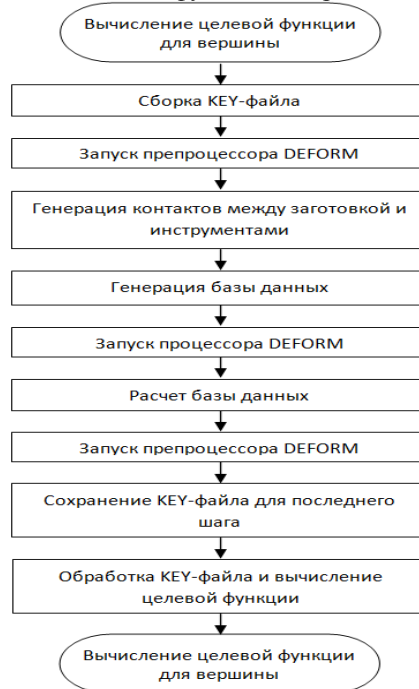 Вычисление целевой функции
для вершины
Сборка KEY-файла
Запуск препроцессора DEFORM
Генерация контактов между заготовкой и
инструментами
Генерация базы данных
Запуск процессора DEFORM
Расчет базы данных
Запуск препроцессора DEFORM
Сохранение KEY-файла для последнего
шага
Обработка KEY-файла и вычисление
целевой функции
Вычисление целевой функции
для вершины